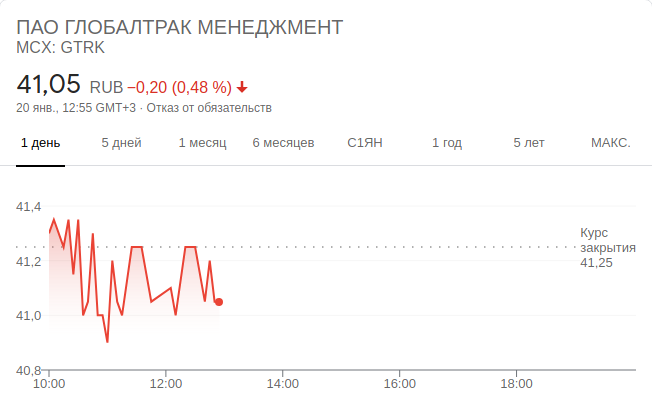 ПАО ГЛОБАЛТРАК МЕНЕДЖМЕНТ
MCX: GTRK
41,05 RUB −0,20 (0,48 %)
20 янв., 12:55 GMT+3 · Отказ от обязательств
1 день 5 дней 1 месяц 6 месяцев С1ЯН 1 год 5 лет МАКС.
41,4
Курс
закрытия
41,25
41,2
41,0
40,8
10:00 12:00 14:00 16:00 18:00